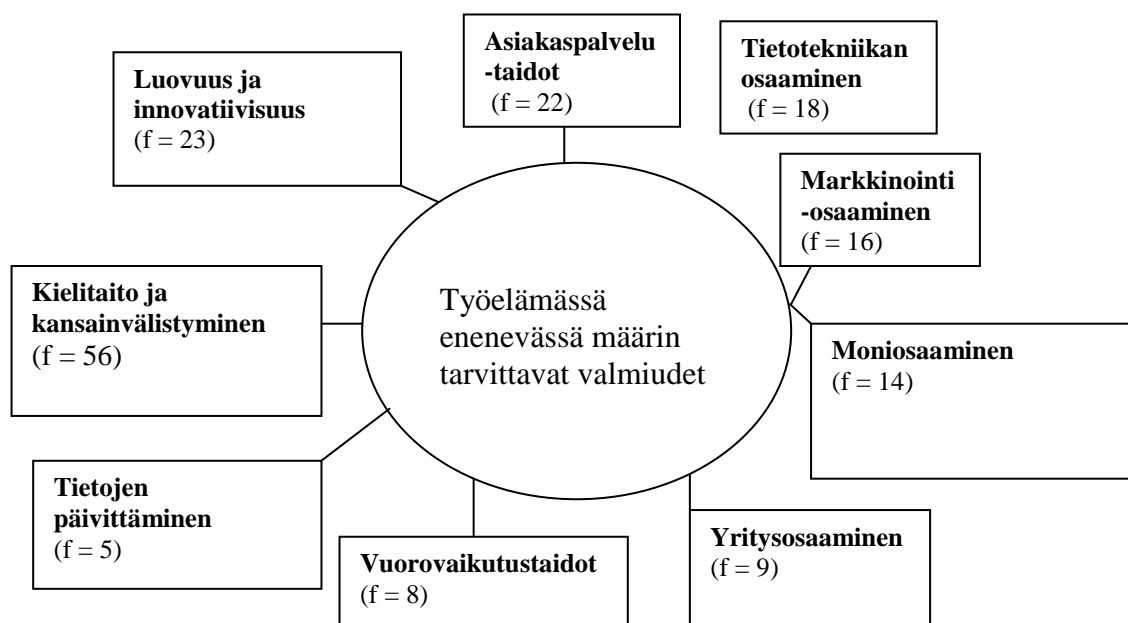 Asiakaspalvelu
-taidot
(f = 22)
Tietotekniikan
osaaminen
(f = 18)
Luovuus ja
innovatiivisuus
(f = 23)
Markkinointi
-osaaminen
(f = 16)
Kielitaito ja
kansainvälistyminen
(f = 56)
Työelämässä
enenevässä määrin
tarvittavat valmiudet
Moniosaaminen
(f = 14)
Tietojen
päivittäminen
(f = 5)
Vuorovaikutustaidot
(f = 8)
Yritysosaaminen
(f = 9)